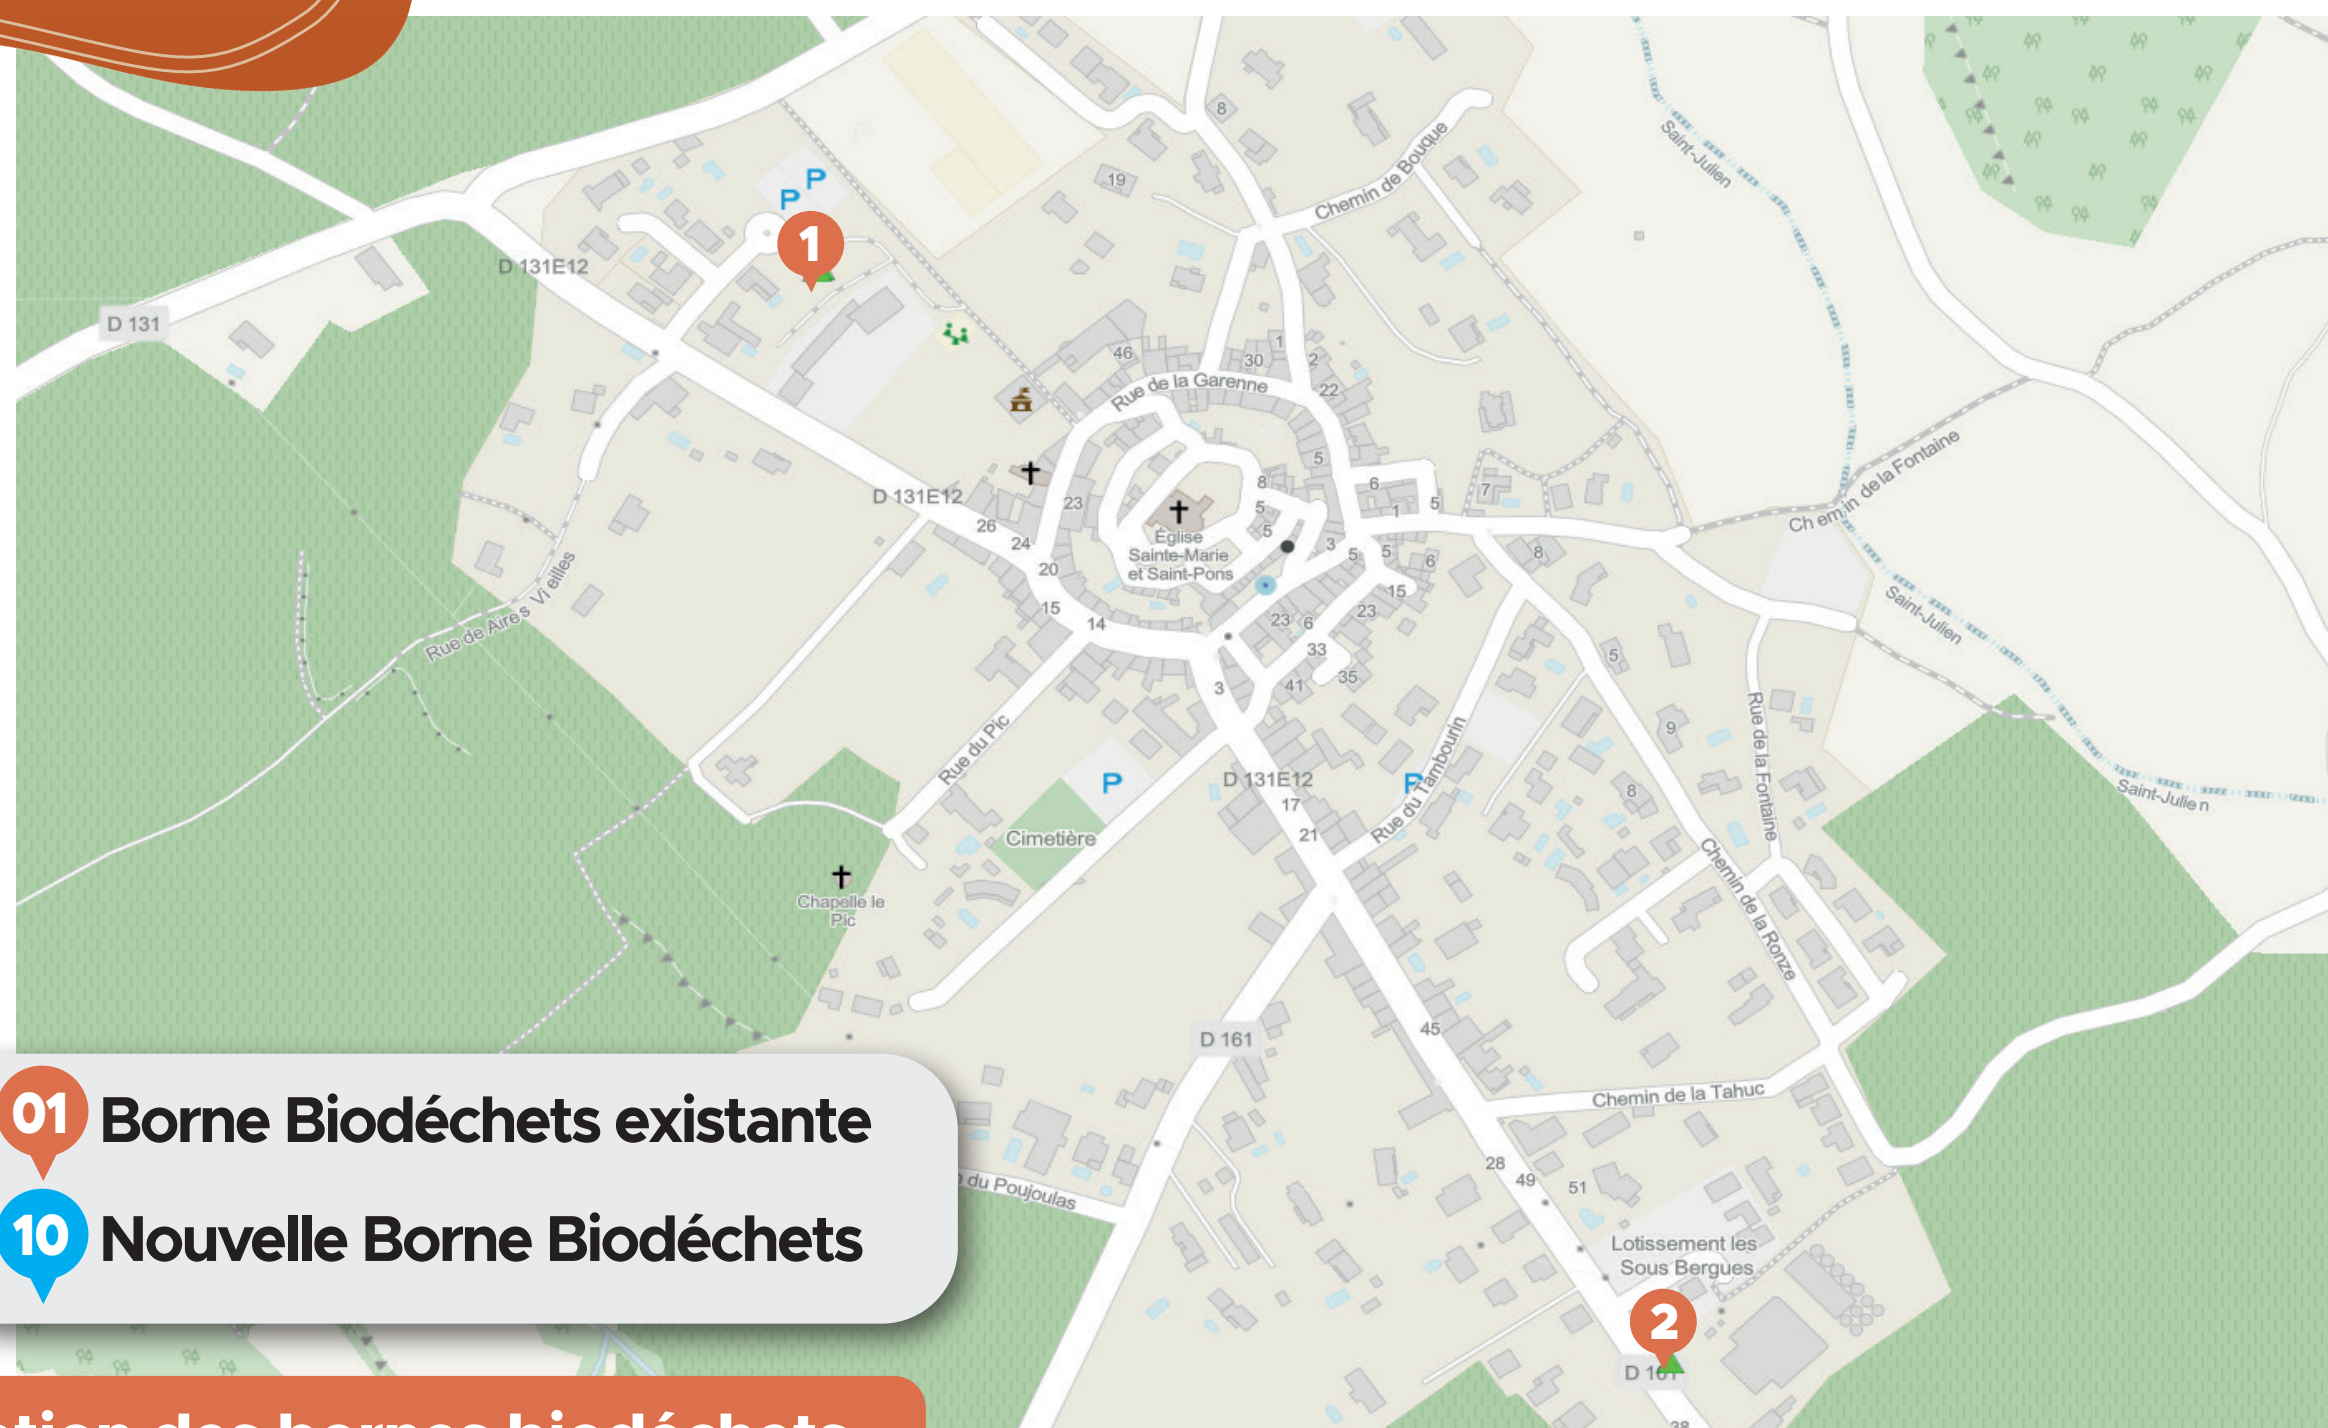 8
Saint-Julien
Chemin de Bouque
19
P
P
1
D 131E12
D 131
46
30
1
2
22
Rue de la Garenne
5
8
6
7
5
1
5
5
D 131E12
23
26
24
Église
Sainte-Marie
et Saint-Pons
3
5
5
6
8
Chemin de la Fontaine
20
15
14
15
23
23
6
33
35
41
3
5
9
8
Saint-Julien
Rue de Aires Vieilles
Rue du Pic
P
D 131E12
P
Rue du Tambourin
Rue de la Fontaine
Saint-Julien
17
21
Cimetière
Chapelle le
Pic
Chemin de la Ronze
45
D 161
Chemin de la Tahuc
01 Borne Biodéchets existante
10 Nouvelle Borne Biodéchets
du Poujoulas
28
49
51
Lotissement les
Sous Bergues
2
D 161
38
des bornes biodéchets